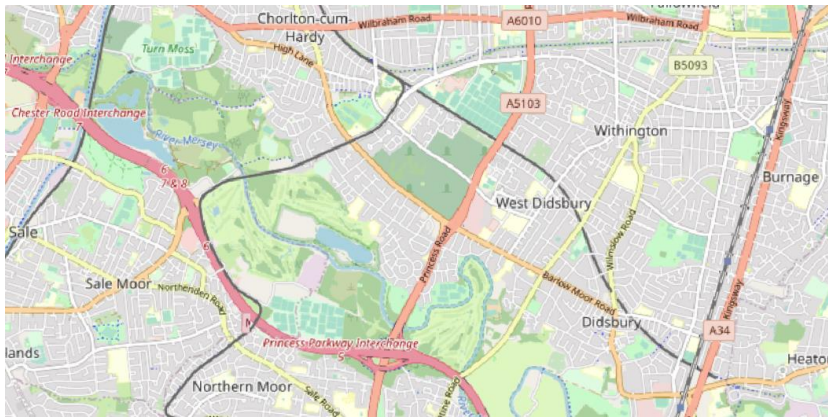 Chorlton-cum-
Hardy
Wilbraham Road
A6010
Wilbraham Road
Turn Moss
High Lane
Interchange
B5093
A5103
Chester Road Interchange
7
River Mersey
Withington
Kingsway
6
7 & 8
Burnage
West Didsbury
Sale
6
Princess Road
Wilmslow Road
Sale Moor
Northenden Road
Barlow Moor Road
Kingsway
Didsbury
A34
Princess Parkway Interchange
5
lands
Heato
Northern Moor
Sale Road